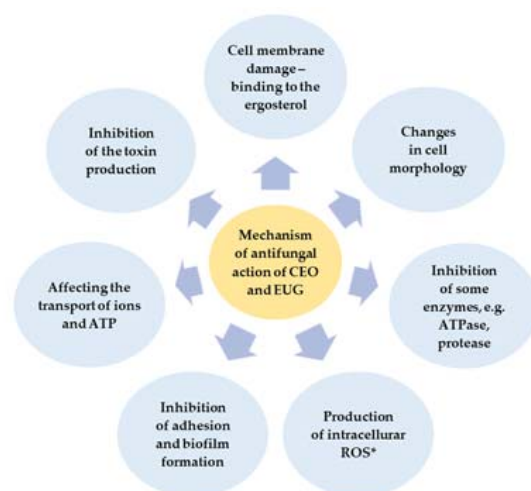 Cell membrane
damage –
binding to the
ergosterol
Changes
in cell
morphology
Inhibition
of some
enzymes, e.g.
ATPase,
protease
Production
of intracellurar
ROS*
Inhibition
of adhesion
and biofilm
formation
Affecting the
transport of ions
and ATP
Inhibition
of the toxin
production
Mechanism
of antifungal
action of CEO
and EUG